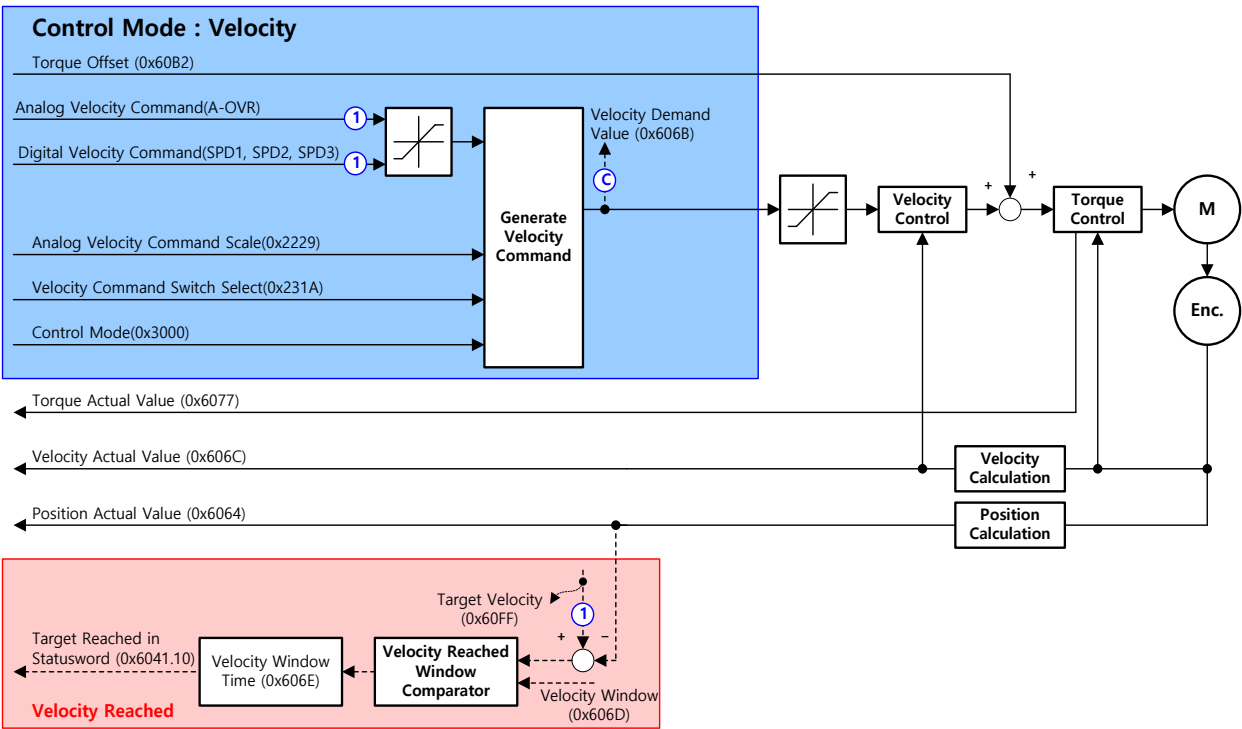 Control Mode : Velocity
Torque Offset (0x60B2)
Analog Velocity Command(A-OVR)
1
Digital Velocity Command(SPD1, SPD2, SPD3)
1
Velocity Demand
Value (0x606B)
C
Generate
Velocity
Command
Analog Velocity Command Scale(0x2229)
Velocity Command Switch Select(0x231A)
Control Mode(0x3000)
Velocity
Control
+
+
Torque
Control
M
Enc.
Torque Actual Value (0x6077)
Velocity Actual Value (0x606C)
Velocity
Calculation
Position Actual Value (0x6064)
Position
Calculation
Target Velocity
(0x60FF)
1
+
−
Target Reached in
Statusword (0x6041.10)
Velocity Window
Time (0x606E)
Velocity Reached
Window
Comparator
Velocity Window
(0x606D)
Velocity Reached